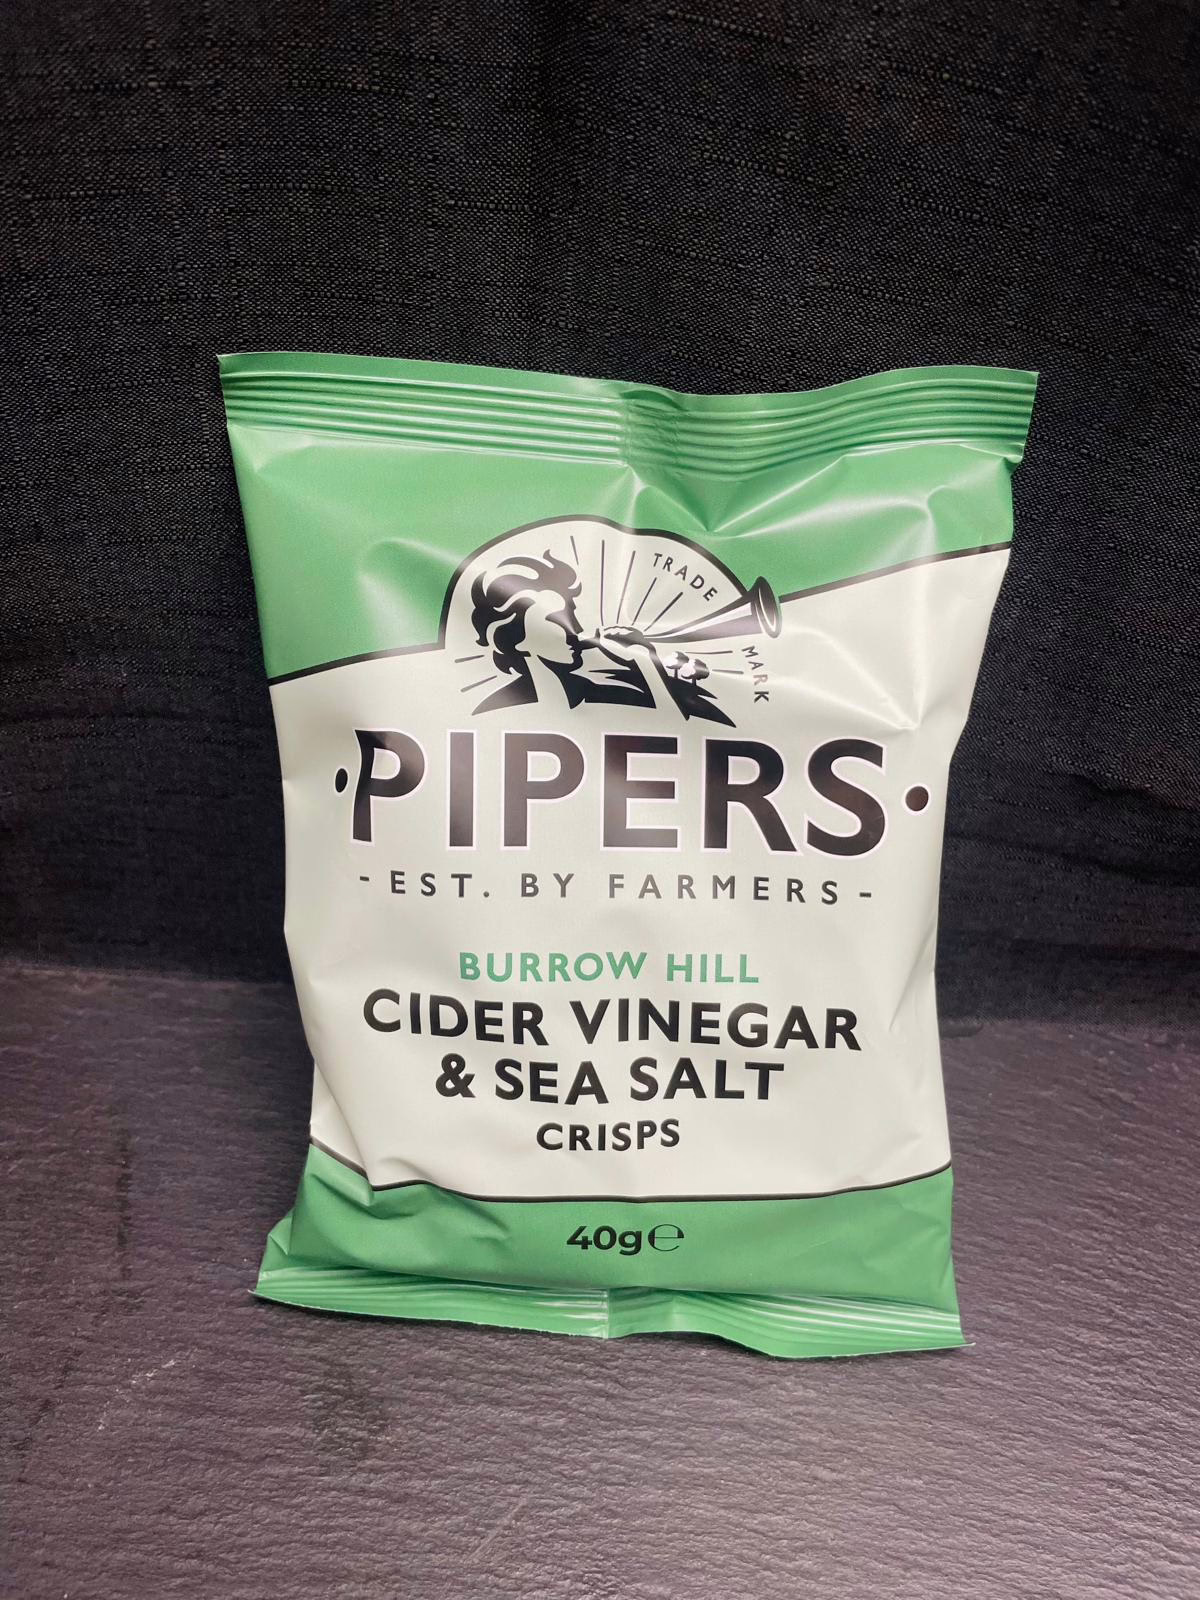 TRADE
MARK
·PIPERS·
-EST. BY FARMERS-
BURROW HILL
CIDER VINEGAR
& SEA SALT
CRISPS
40g℮